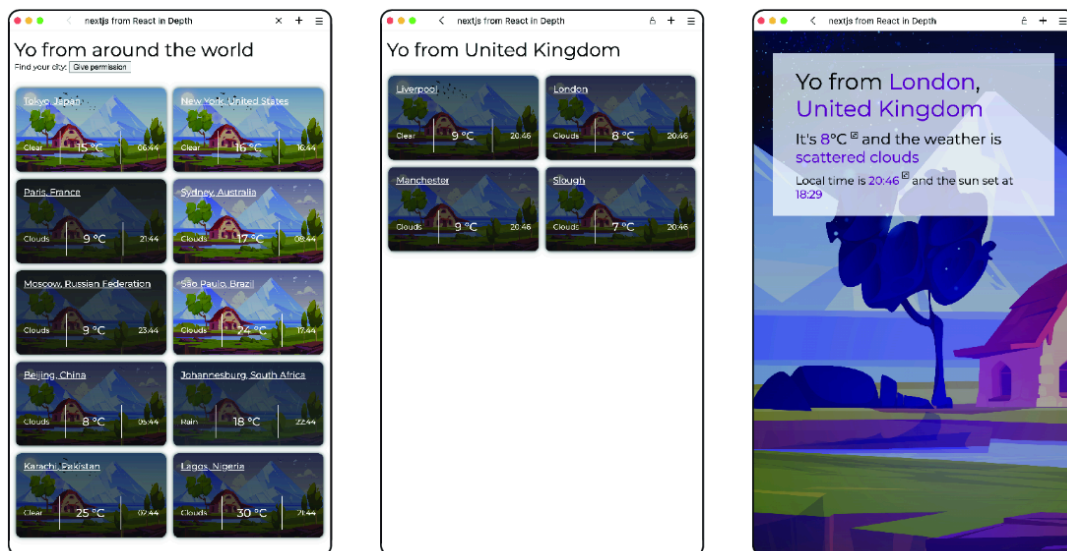 nextjs from React in Depth
Yo from around the world
Find your city: Give permission
Tokyo, Japan
Clear 15 °C 06:44
New York, United States
Clear 16 °C 16:44
Paris, France
Clouds 9 °C 21:44
Sydney, Australia
Clouds 17 °C 08:44
Moscow, Russian Federation
Clouds 9 °C 23:44
São Paulo, Brazil
Clouds 24 °C 17:44
Beijing, China
Clouds 8 °C 05:44
Johannesburg, South Africa
Rain 18 °C 22:44
Karachi, Pakistan
Clear 25 °C 02:44
Lagos, Nigeria
Clouds 30 °C 21:44
nextjs from React in Depth
Yo from United Kingdom
Liverpool
Clear 9 °C 20:46
London
Clouds 8 °C 20:46
Manchester
Clouds 9 °C 20:46
Slough
Clouds 7 °C 20:46
nextjs from React in Depth
Yo from London,
United Kingdom
It's 8°C and the weather is
scattered clouds
Local time is 20:46 and the sun set at
18:29